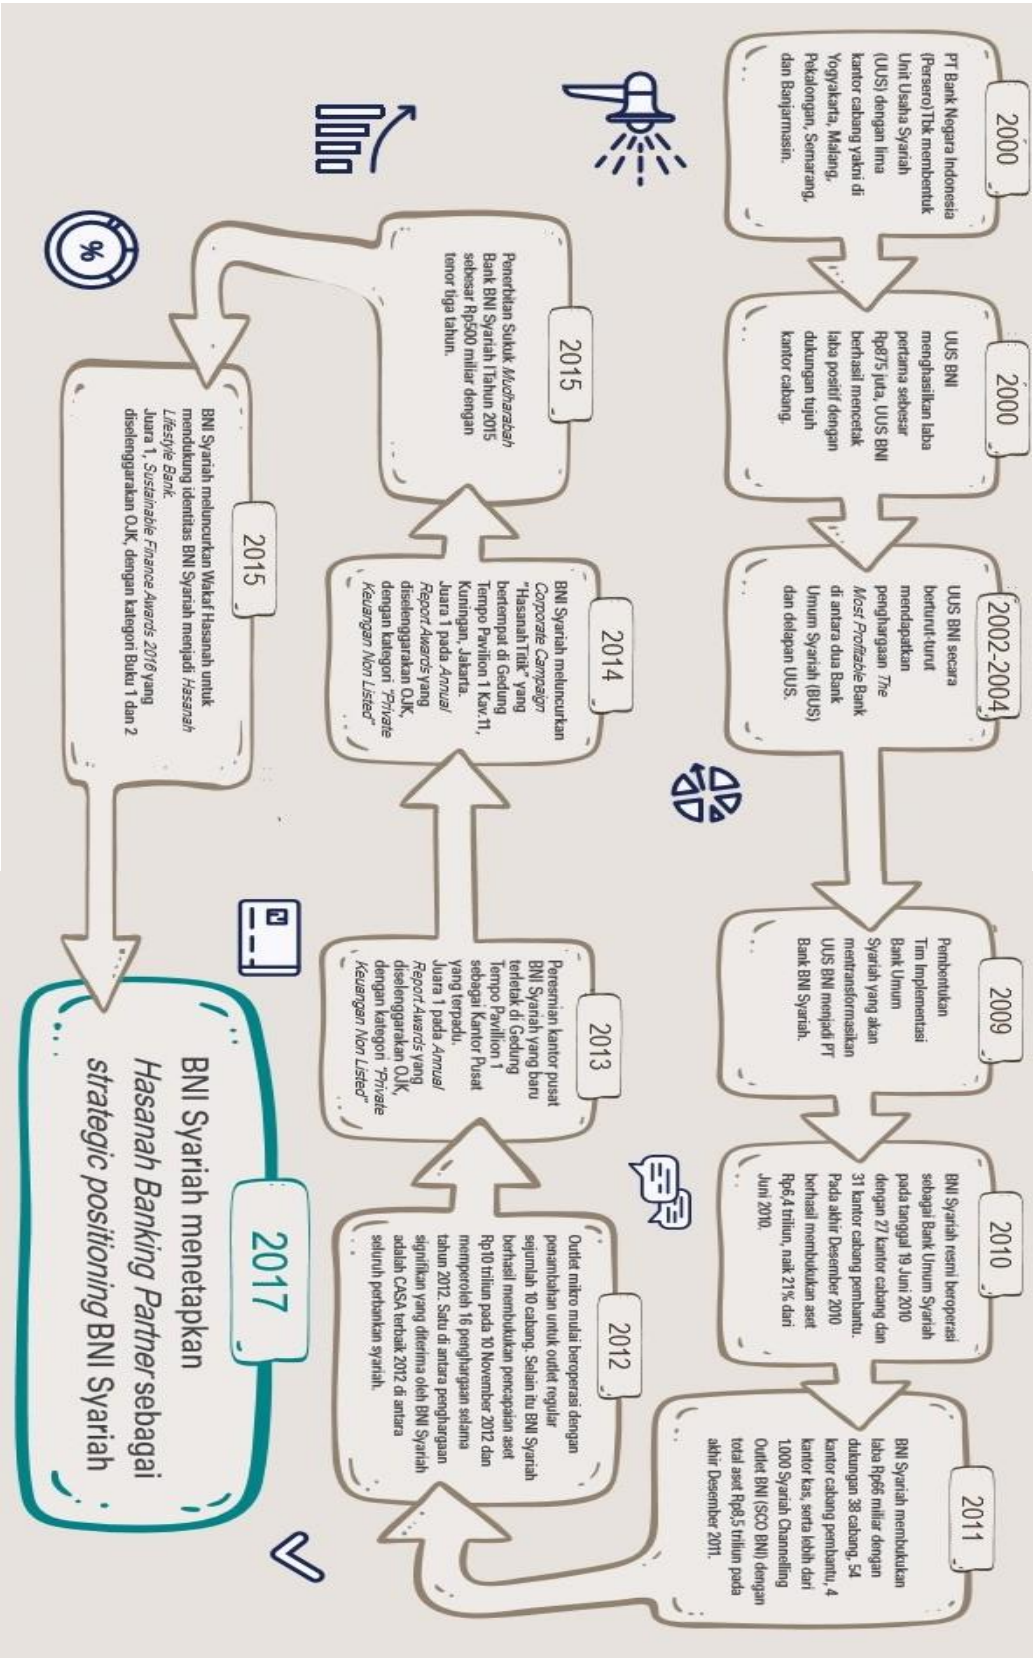 2000
PT Bank Negara Indonesia
(Persero) Tbk membentuk
Unit Usaha Syariah
(UUS) dengan lima
kantor cabang yakni di
Yogyakarta, Malang,
Pekalongan, Semarang,
dan Banjarmasin.
2000
UUS BNI
menghasilkan laba
pertama sebesar
Rp875 juta, UUS BNI
berhasil mencetak
laba positif dengan
dukungan tujuh
kantor cabang.
2002-2004
UUS BNI secara
berturut-turut
mendapatkan
penghargaan The
Most Profitable Bank
di antara dua Bank
Umum Syariah (BUS)
dan delapan UUS.
2009
Pembentukan
Tim Implementasi
Bank Umum
Syariah yang akan
mentransformasikan
UUS BNI menjadi PT
Bank BNI Syariah.
2010
BNI Syariah resmi beroperasi
sebagai Bank Umum Syariah
pada tanggal 19 Juni 2010
dengan 27 kantor cabang dan
31 kantor cabang pembantu.
Pada akhir Desember 2010
berhasil membukukan aset
Rp6,4 triliun, naik 21% dari
Juni 2010.
2011
BNI Syariah membukukan
laba Rp66 miliar dengan
dukungan 38 cabang, 54
kantor cabang pembantu, 4
kantor kas, serta lebih dari
1.000 Syariah Channelling
Outlet BNI (SCO BNI) dengan
total aset Rp8,5 triliun pada
akhir Desember 2011.
2012
Outlet mikro mulai beroperasi dengan
penambahan untuk outlet regular
sejumlah 10 cabang. Selain itu BNI Syariah
berhasil membukukan pencapaian aset
Rp10 triliun pada 10 November 2012 dan
memperoleh 16 penghargaan selama
tahun 2012. Satu di antara penghargaan
signifikan yang diterima oleh BNI Syariah
adalah CASA terbaik 2012 di antara
seluruh perbankan syariah.
2013
Peresmian kantor pusat
BNI Syariah yang baru
terletak di Gedung
Tempo Pavillion 1
sebagai Kantor Pusat
yang terpadu.
Juara 1 pada Annual
Report Awards yang
diselenggarakan OJK,
dengan kategori "Private
Keuangan Non Listed"
2014
BNI Syariah meluncurkan
Corporate Campaign
"Hasanah Titik" yang
bertempat di Gedung
Tempo Pavilion 1 Kav.11,
Kuningan, Jakarta.
Juara 1 pada Annual
Report Awards yang
diselenggarakan OJK,
dengan kategori "Private
Keuangan Non Listed"
2015
Penerbitan Sukuk Mudharabah
Bank BNI Syariah I Tahun 2015
sebesar Rp500 miliar dengan
tenor tiga tahun.
2015
BNI Syariah meluncurkan Wakaf Hasanah untuk
mendukung identitas BNI Syariah menjadi Hasanah
Lifestyle Bank.
Juara 1, Sustainable Finance Awards 2016 yang
diselenggarakan OJK, dengan kategori Buku 1 dan 2
2017
BNI Syariah menetapkan
Hasanah Banking Partner sebagai
strategic positioning BNI Syariah
%